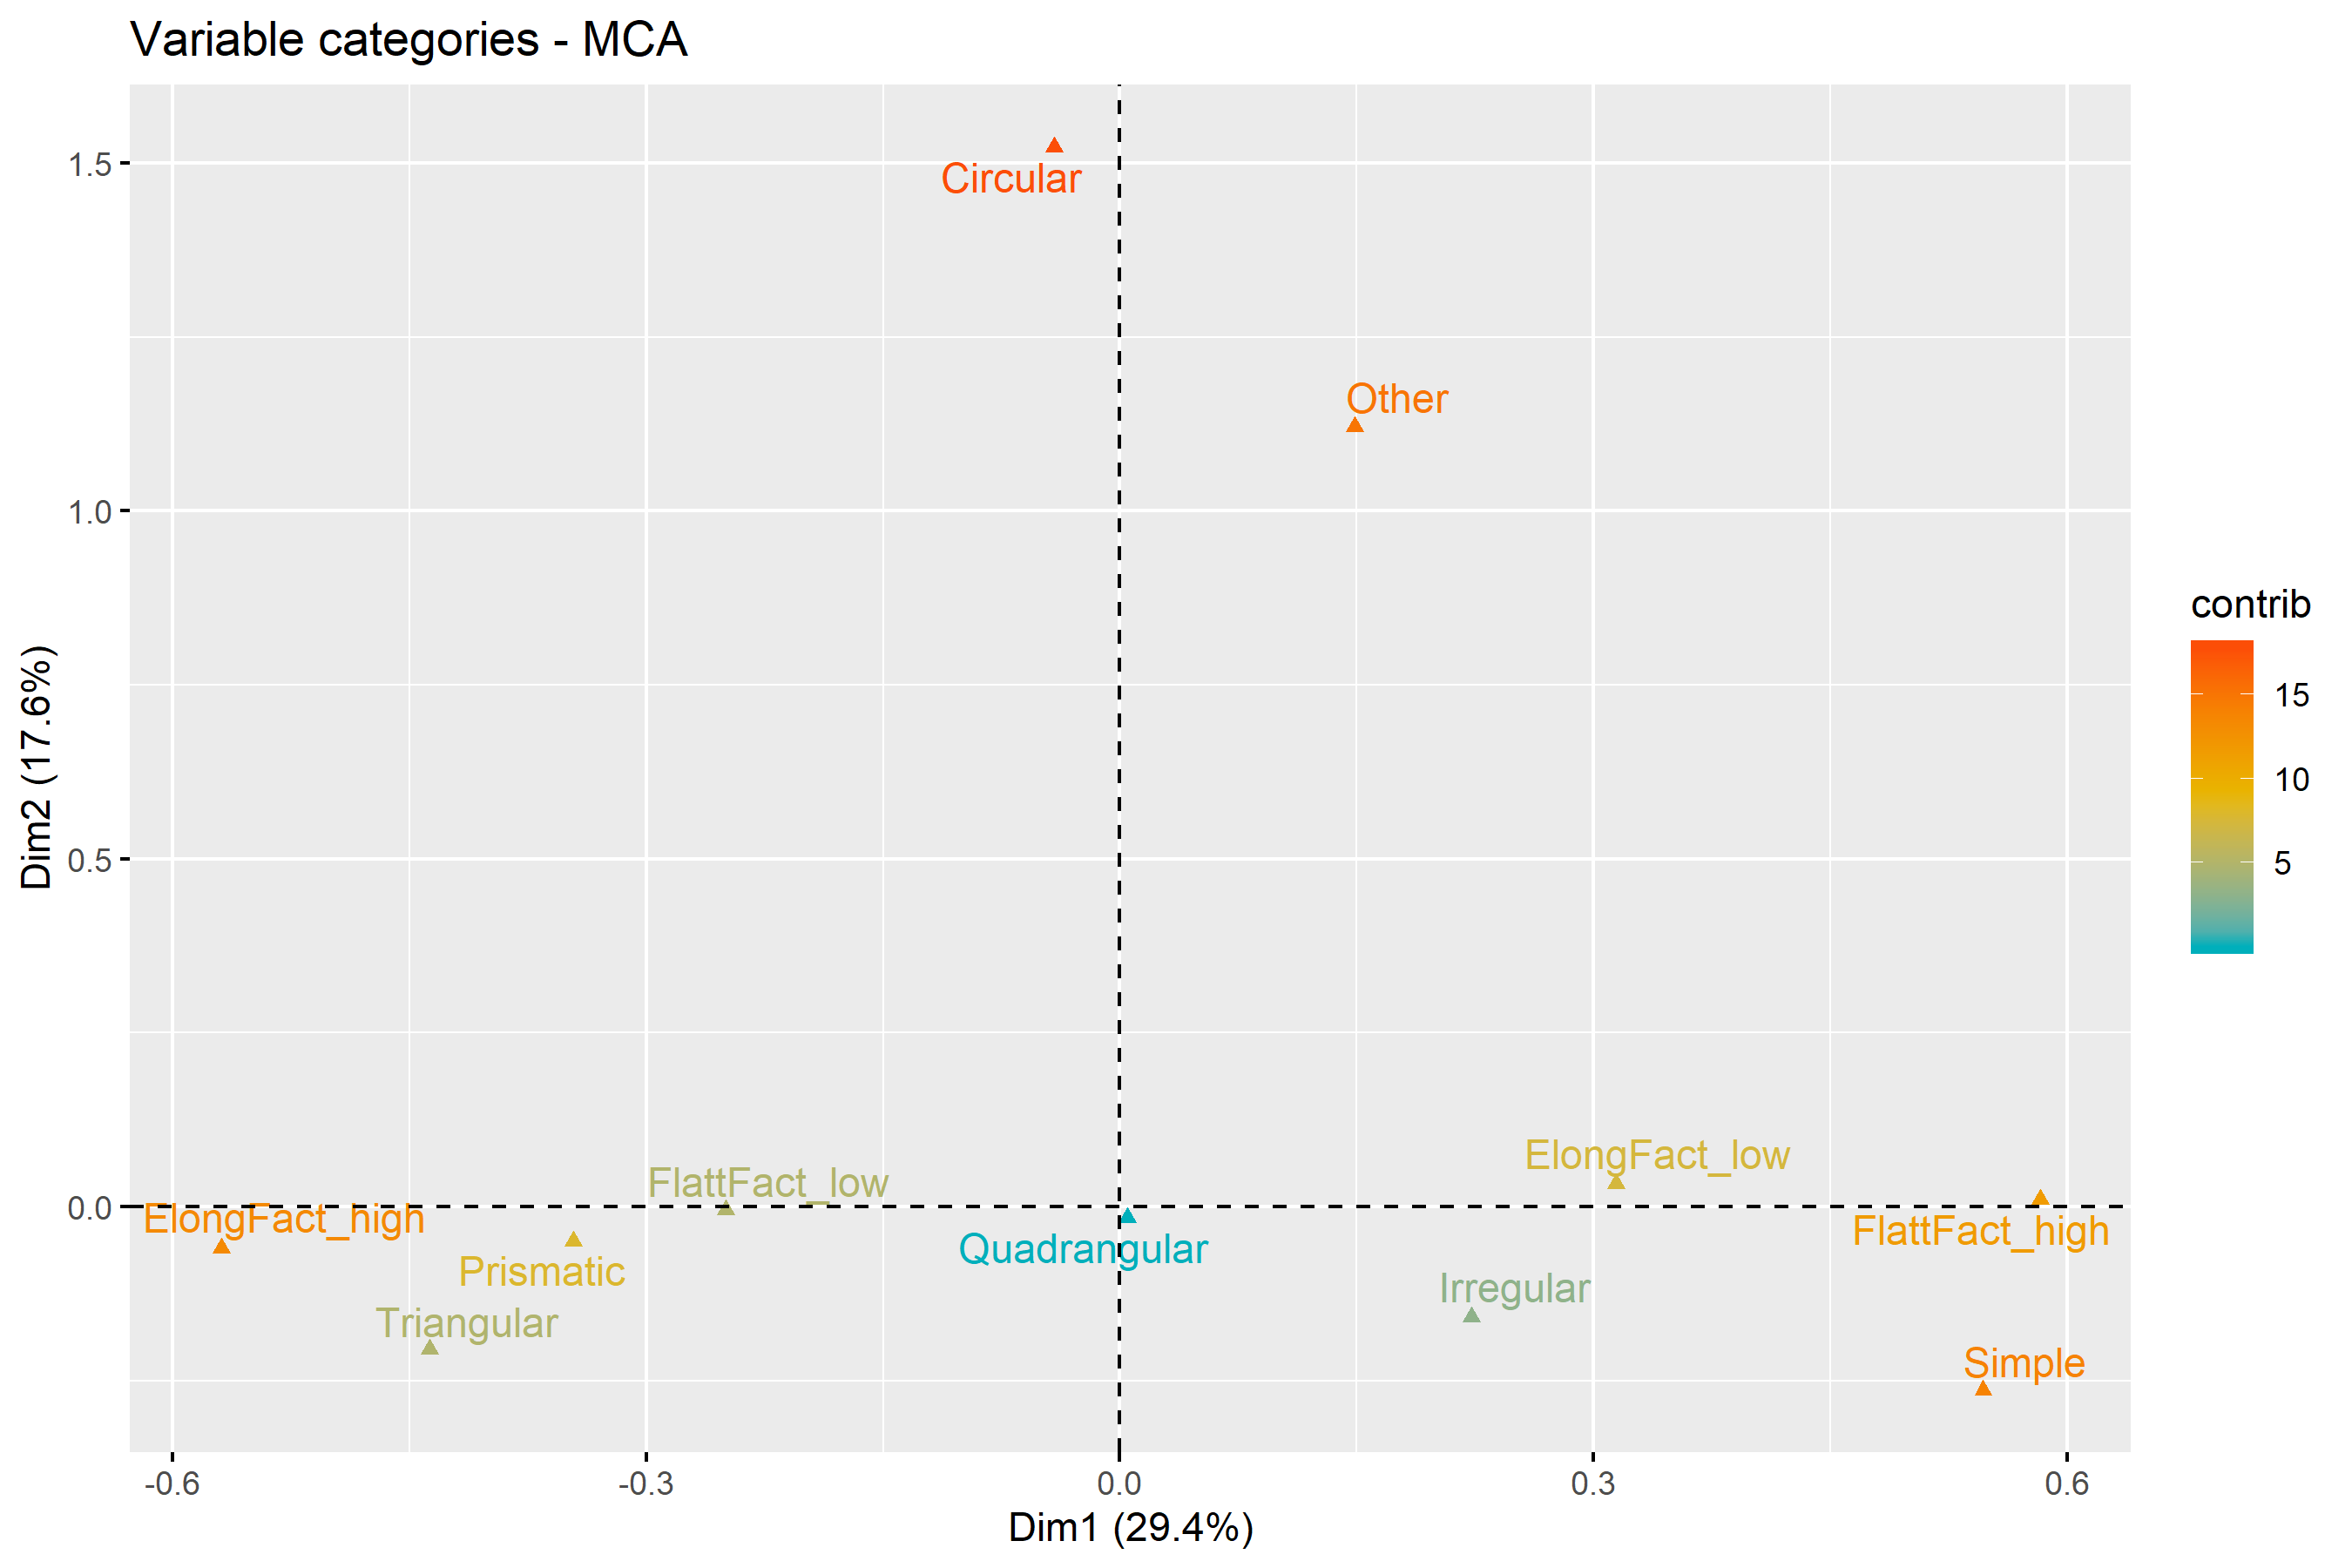 Variable categories - MCA
1.5
Circular
Other
1.0
contrib
15
10
5
Dim2 (17.6%)
0.5
ElongFact_low
FlattFact_low
0.0
ElongFact_high
FlattFact_high
Quadrangular
Prismatic
Irregular
Triangular
Simple
-0.6
-0.3
0.0
0.3
0.6
Dim1 (29.4%)